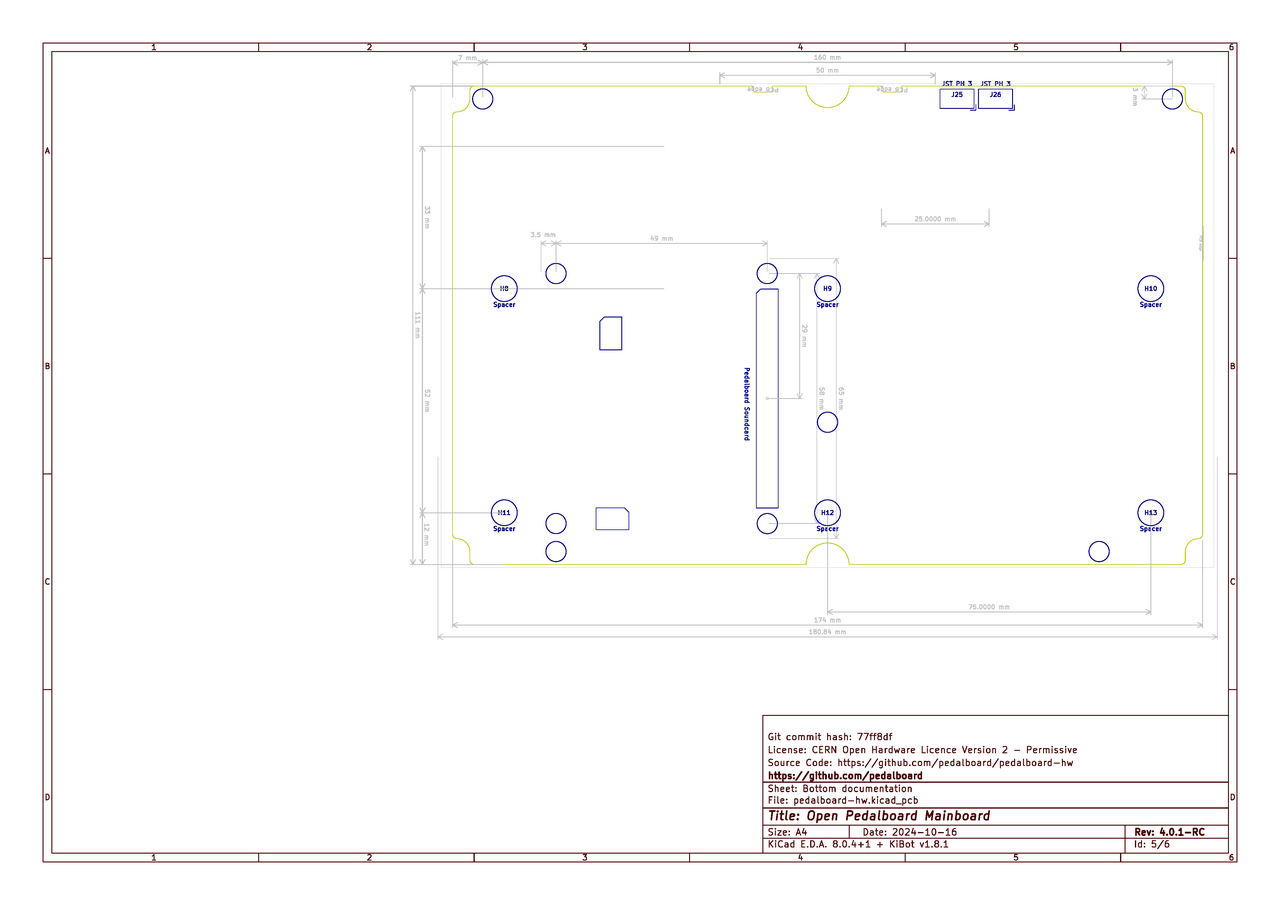 1 2 3 4 5 6
7 mm
160 mm
50 mm
JST PH 3 JST PH 3
J25 J26
3 mm
A A
33 mm
25.0000 mm
3.5 mm
49 mm
H8 H9 H10
Spacer Spacer Spacer
111 mm
29 mm
B B
52 mm
58 mm
65 mm
Pedalboard Soundcard
H11 H12 H13
Spacer Spacer Spacer
12 mm
C C
75.0000 mm
174 mm
180.84 mm
Git commit hash: 77ff8df
License: CERN Open Hardware Licence Version 2 – Permissive
Source Code: https://github.com/pedalboard/pedalboard-hw
https://github.com/pedalboard
Sheet: Bottom documentation
D D
File: pedalboard-hw.kicad_pcb
Title: Open Pedalboard Mainboard
Size: A4 Date: 2024-10-16 Rev: 4.0.1-RC
KiCad E.D.A. 8.0.4+1 + KiBot v1.8.1 Id: 5/6
1 2 3 4 5 6